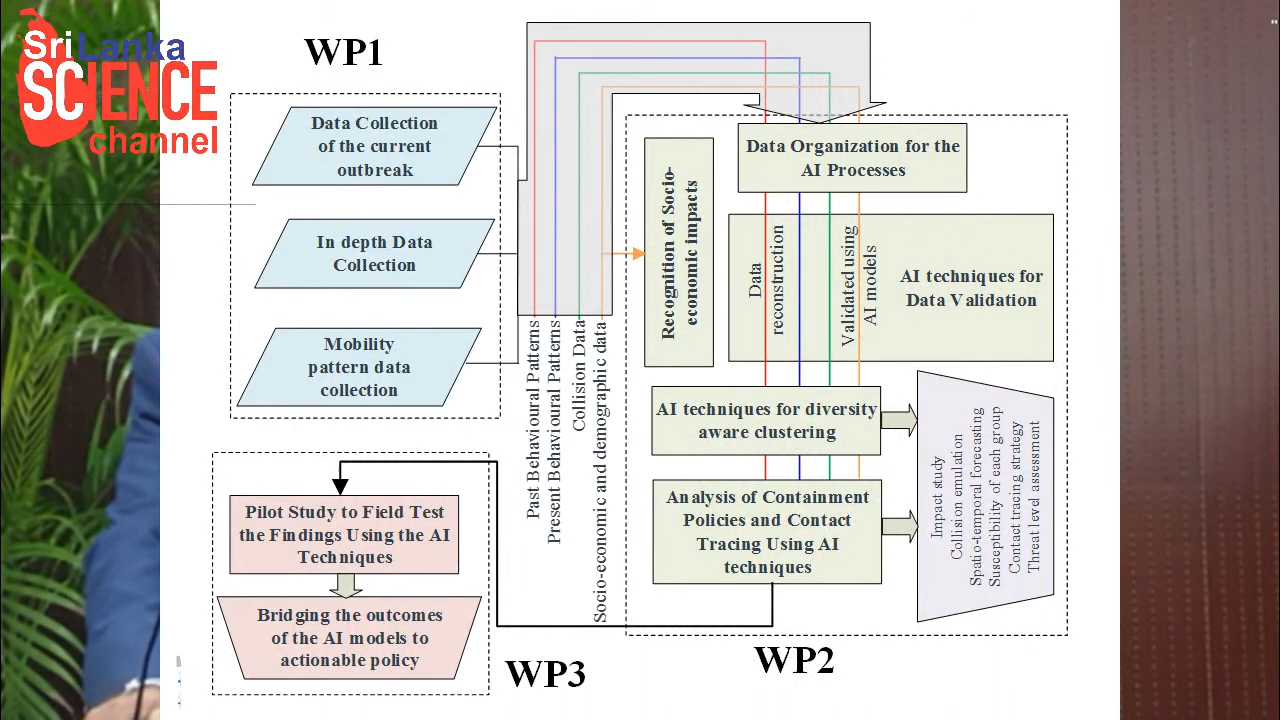 Sri Lanka
SCIENCE
channel
WP1
Data Collection
of the current
outbreak
In depth Data
Collection
Mobility
pattern data
collection
Past Behavioural Patterns
Present Behavioural Patterns
Collision Data
Socio-economic and demographic data
Recognition of Socio-
economic impacts
Data Organization for the
AI Processes
Data
reconstruction
Validated using
AI models
AI techniques for
Data Validation
AI techniques for diversity
aware clustering
Analysis of Containment
Policies and Contact
Tracing Using AI
techniques
Impact study
Collision emulation
Spatio-temporal forecasting
Susceptibility of each group
Contact tracing strategy
Threat level assessment
WP2
Pilot Study to Field Test
the Findings Using the AI
Techniques
Bridging the outcomes
of the AI models to
actionable policy
WP3